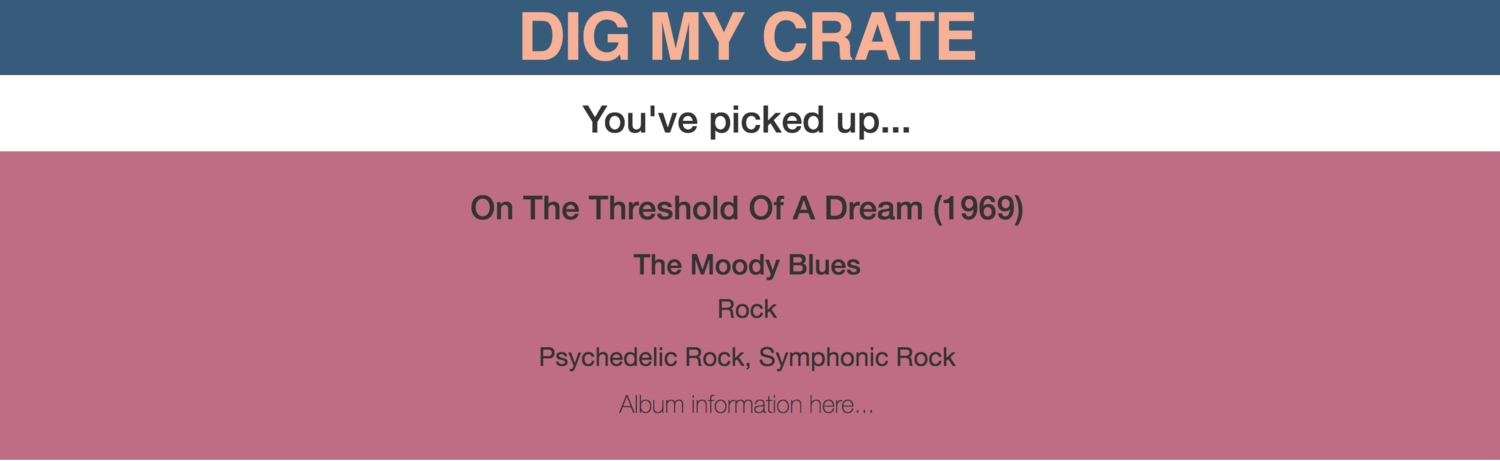 DIG MY CRATE
You've picked up...
On The Threshold Of A Dream (1969)
The Moody Blues
Rock
Psychedelic Rock, Symphonic Rock
Album information here...